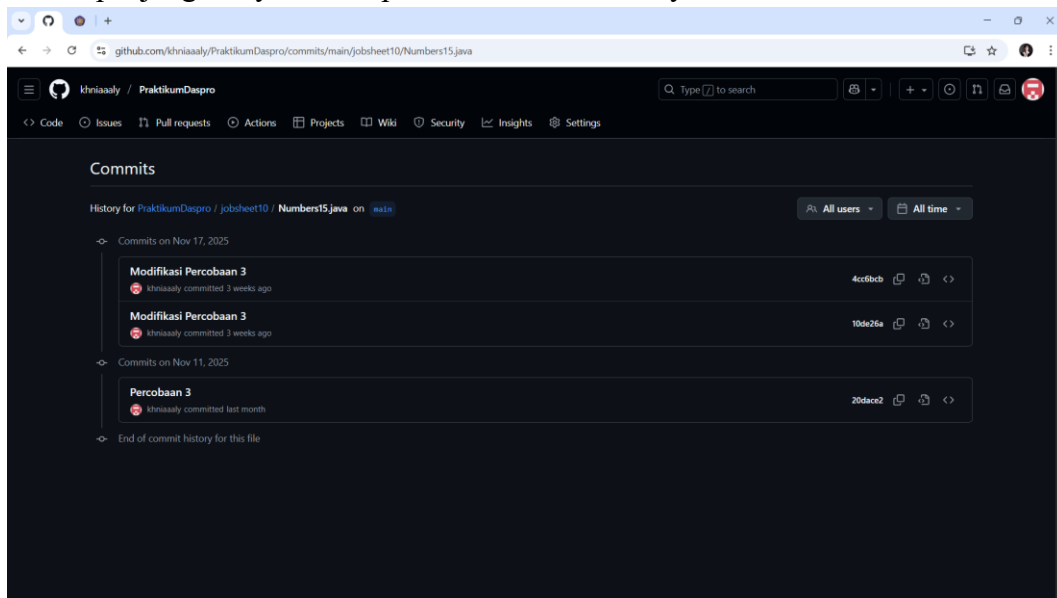 github.com/khniaaaly/PraktikumDaspro/commits/main/jobsheet10/Numbers15.java
khniaaaly / PraktikumDaspro
Type / to search
Code Issues Pull requests Actions Projects Wiki Security Insights Settings
Commits
History for PraktikumDaspro / jobsheet10 / Numbers15.java on main
All users All time
Commits on Nov 17, 2025
Modifikasi Percobaan 3
4cc6bcb
khniaaaly committed 3 weeks ago
Modifikasi Percobaan 3
10de26a
khniaaaly committed 3 weeks ago
Commits on Nov 11, 2025
Percobaan 3
20dace2
khniaaaly committed last month
End of commit history for this file